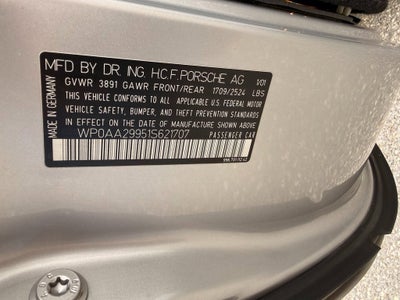 MFD BY DR. ING. H.C.F. PORSCHE AG 1/01
GVWR 3891 GAWR FRONT/REAR 1709/2524 LBS
THIS VEHICLE CONFORMS TO ALL APPLICABLE U.S. FEDERAL MOTOR
VEHICLE SAFETY, BUMPER, AND THEFT PREVENTION STANDARDS IN
EFFECT ON THE DATE OF MANUFACTURE SHOWN ABOVE.
WP0AA29951S621707 PASSENGER CAR
MADE IN GERMANY